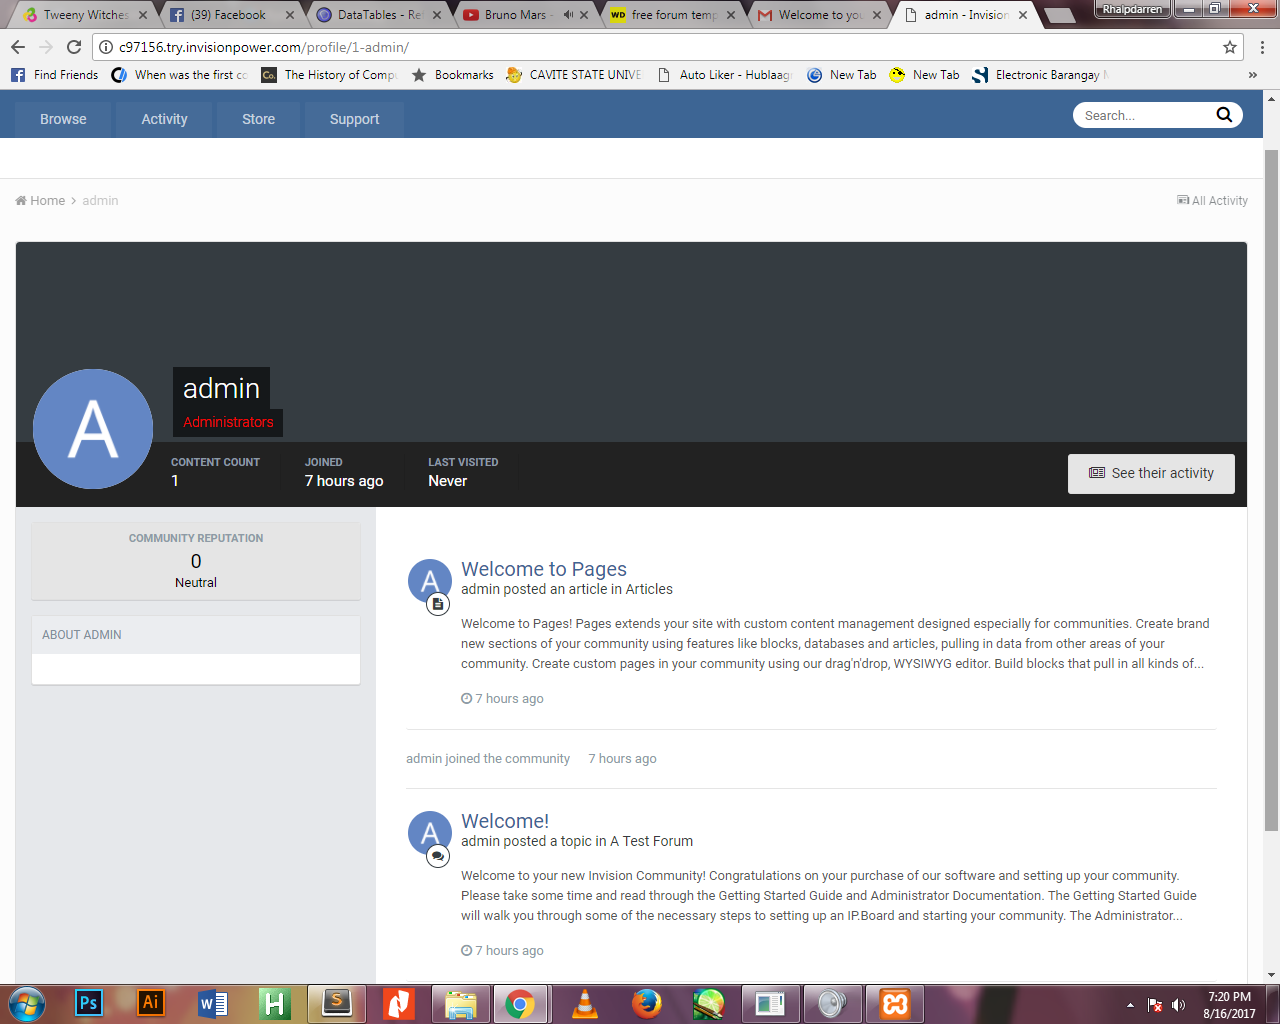 Tweeny Witches
(39) Facebook
DataTables - Rel
Bruno Mars -
free forum temp
Welcome to you
admin - Invision
Rhalpdarren
c97156.try.invisionpower.com/profile/1-admin/
Find Friends
When was the first co
The History of Compu
Bookmarks
CAVITE STATE UNIVE
Auto Liker - Hublaag
New Tab
New Tab
Electronic Barangay
»
Browse
Activity
Store
Support
Search...
Home > admin
All Activity
A
admin
Administrators
CONTENT COUNT
1
JOINED
7 hours ago
LAST VISITED
Never
See their activity
COMMUNITY REPUTATION
0
Neutral
ABOUT ADMIN
A
Welcome to Pages
admin posted an article in Articles
Welcome to Pages! Pages extends your site with custom content management designed especially for communities. Create brand
new sections of your community using features like blocks, databases and articles, pulling in data from other areas of your
community. Create custom pages in your community using our drag'n'drop, WYSIWYG editor. Build blocks that pull in all kinds of...
7 hours ago
admin joined the community 7 hours ago
A
Welcome!
admin posted a topic in A Test Forum
Welcome to your new Invision Community! Congratulations on your purchase of our software and setting up your community.
Please take some time and read through the Getting Started Guide and Administrator Documentation. The Getting Started Guide
will walk you through some of the necessary steps to setting up an IP.Board and starting your community. The Administrator...
7 hours ago
7:20 PM
8/16/2017